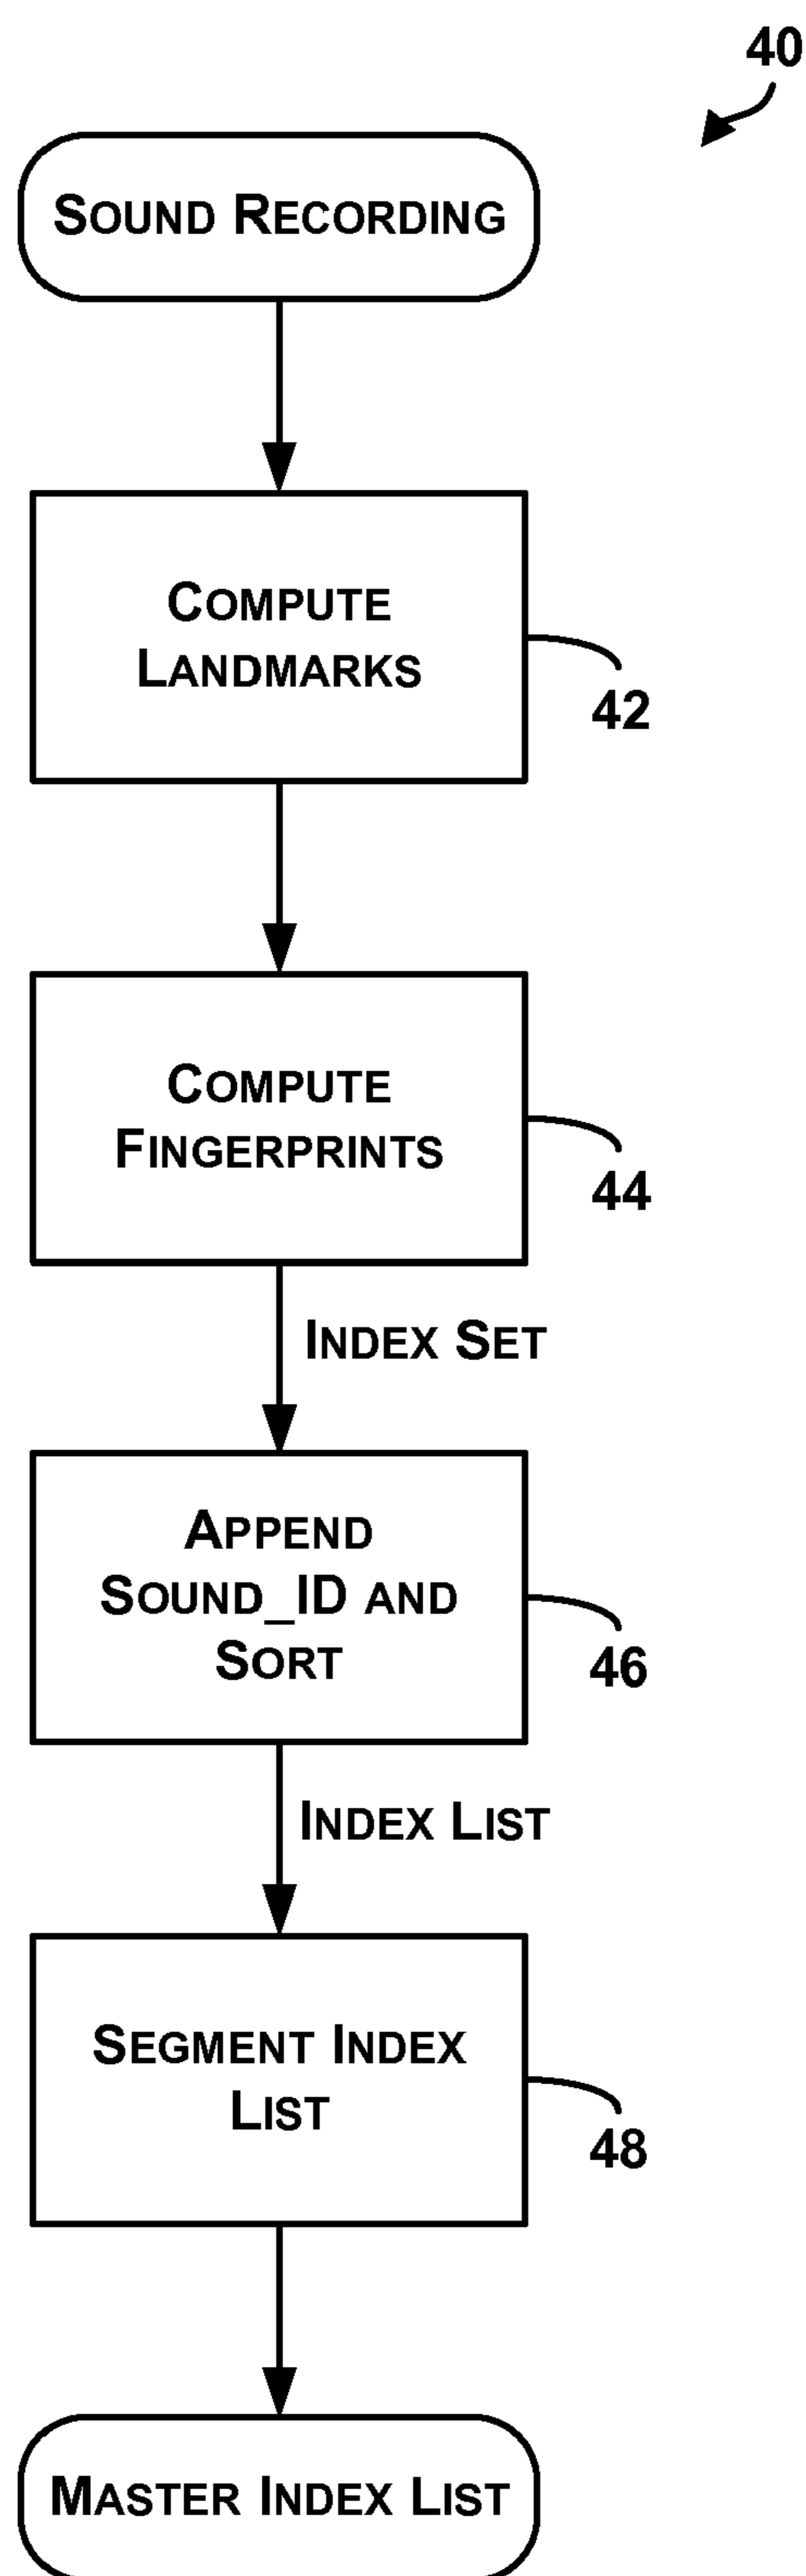 40
SOUND RECORDING
COMPUTE
LANDMARKS
42
COMPUTE
FINGERPRINTS
44
INDEX SET
APPEND
SOUND_ID AND
SORT
46
INDEX LIST
SEGMENT INDEX
LIST
48
MASTER INDEX LIST